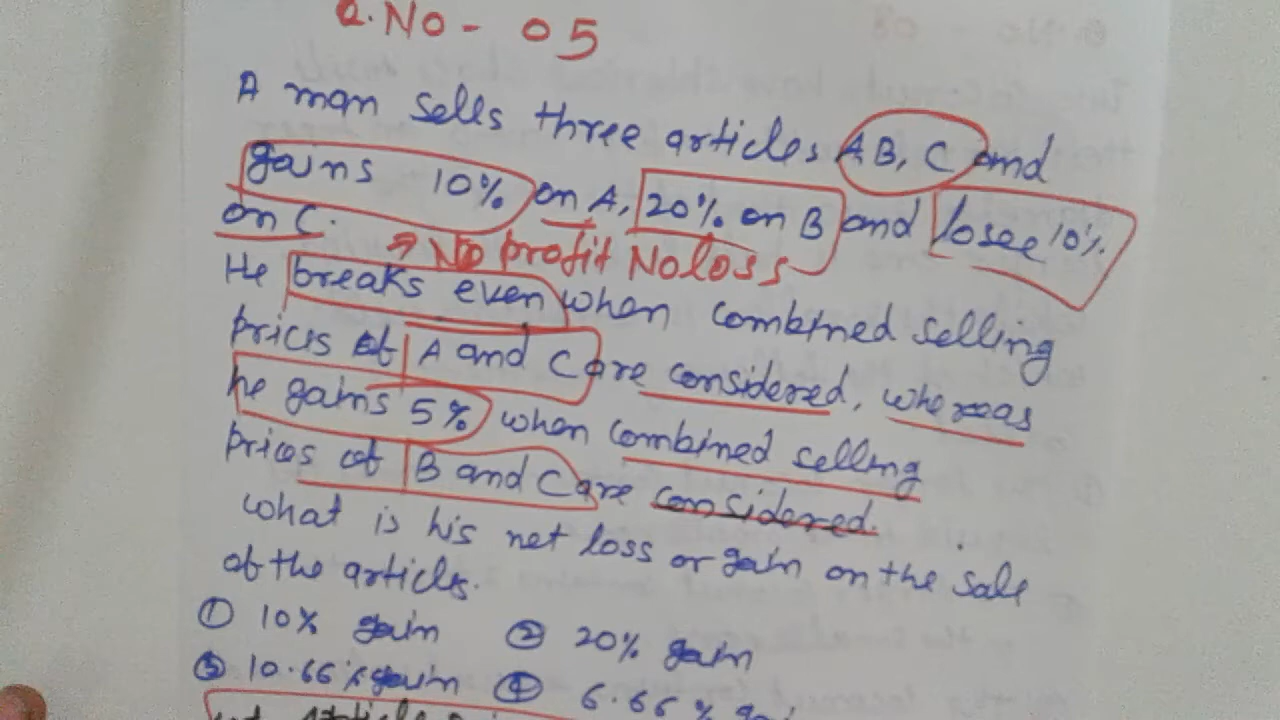 Q.No - 05
A man sells three articles A B, C and
gains 10% on A, 20% on B and losee 10%
on C.
→ No profit No loss
He breaks even when combined selling
prices of A and C are considered, whereas
he gains 5% when combined selling
prices of B and C are considered.
what is his net loss or gain on the sale
of the articles.
① 10% gain ② 20% gain
③ 10.66% gain ④ 6.66%